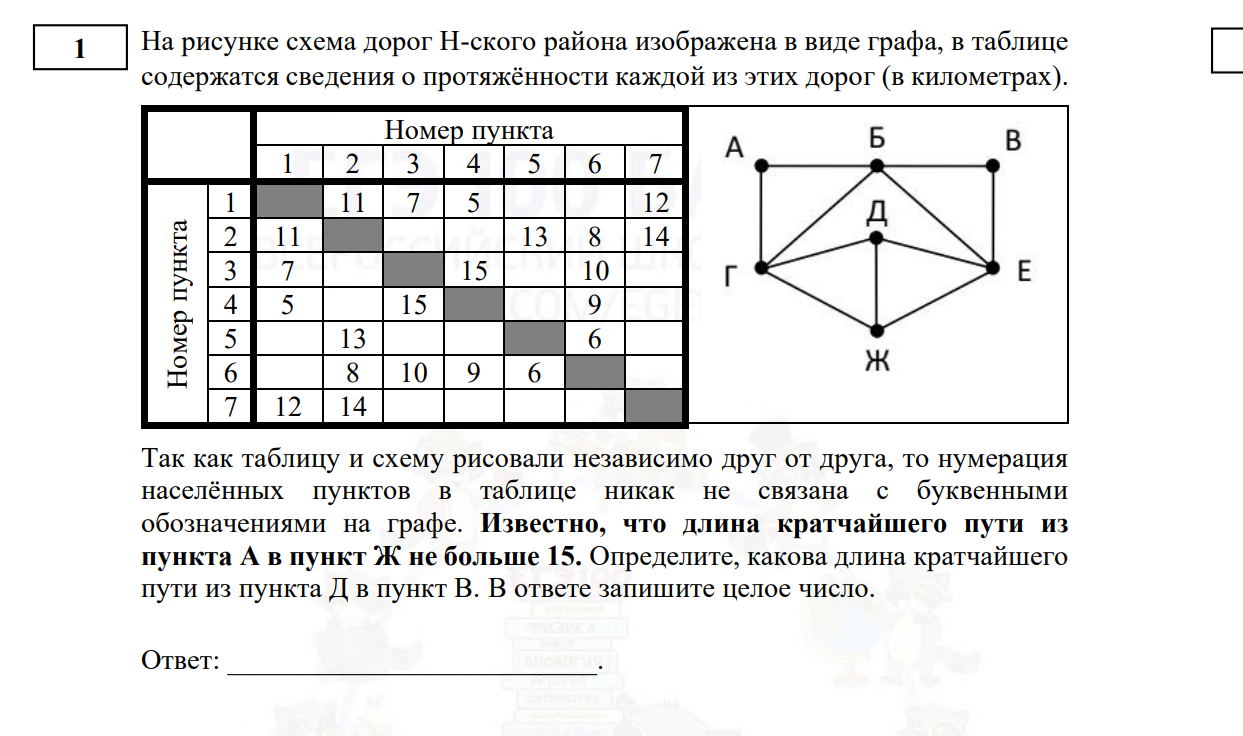 1
На рисунке схема дорог Н-ского района изображена в виде графа, в таблице
содержатся сведения о протяжённости каждой из этих дорог (в километрах).
Номер пункта
1 2 3 4 5 6 7
Номер пункта
1 11 7 5 12
2 11 13 8 14
3 7 15 10
4 5 15 9
5 13 6
6 8 10 9 6
7 12 14
А Б В
Д
Г Е
Ж
Так как таблицу и схему рисовали независимо друг от друга, то нумерация
населённых пунктов в таблице никак не связана с буквенными
обозначениями на графе. Известно, что длина кратчайшего пути из
пункта А в пункт Ж не больше 15. Определите, какова длина кратчайшего
пути из пункта Д в пункт В. В ответе запишите целое число.
Ответ: ___________________________.